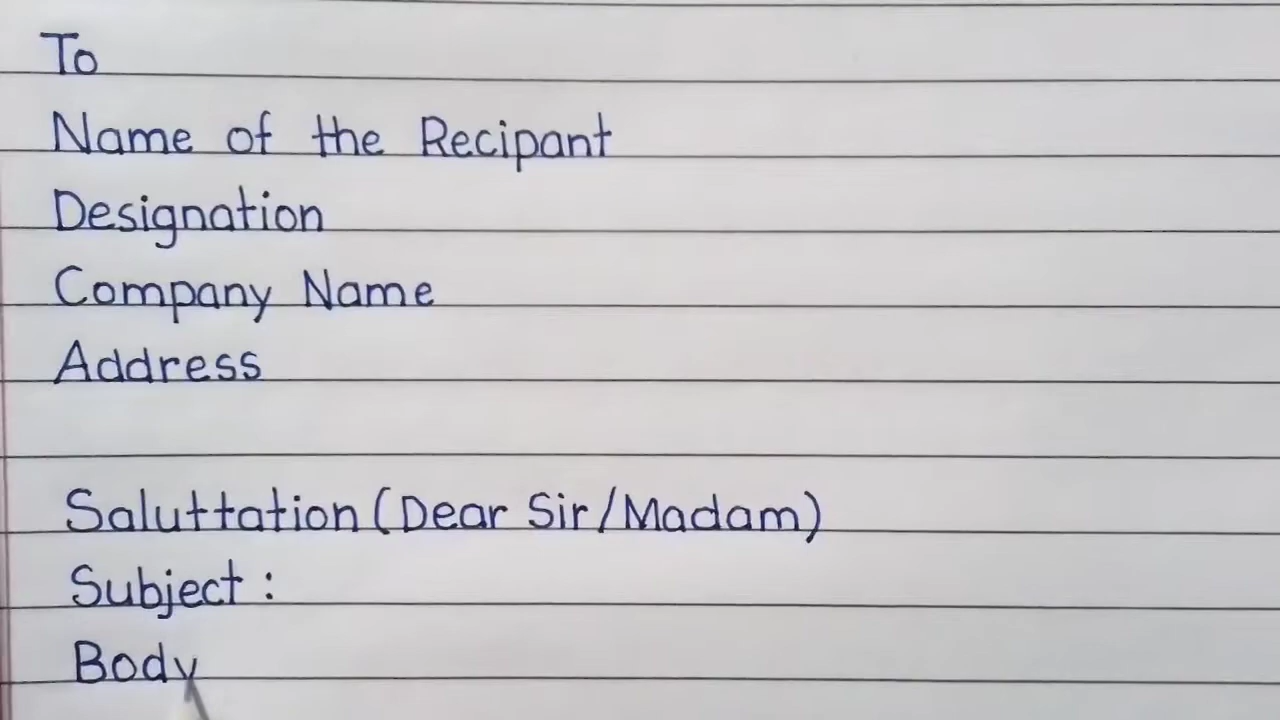 To
Name of the Recipant
Designation
Company Name
Address
Saluttation (Dear Sir/Madam)
Subject :
Body